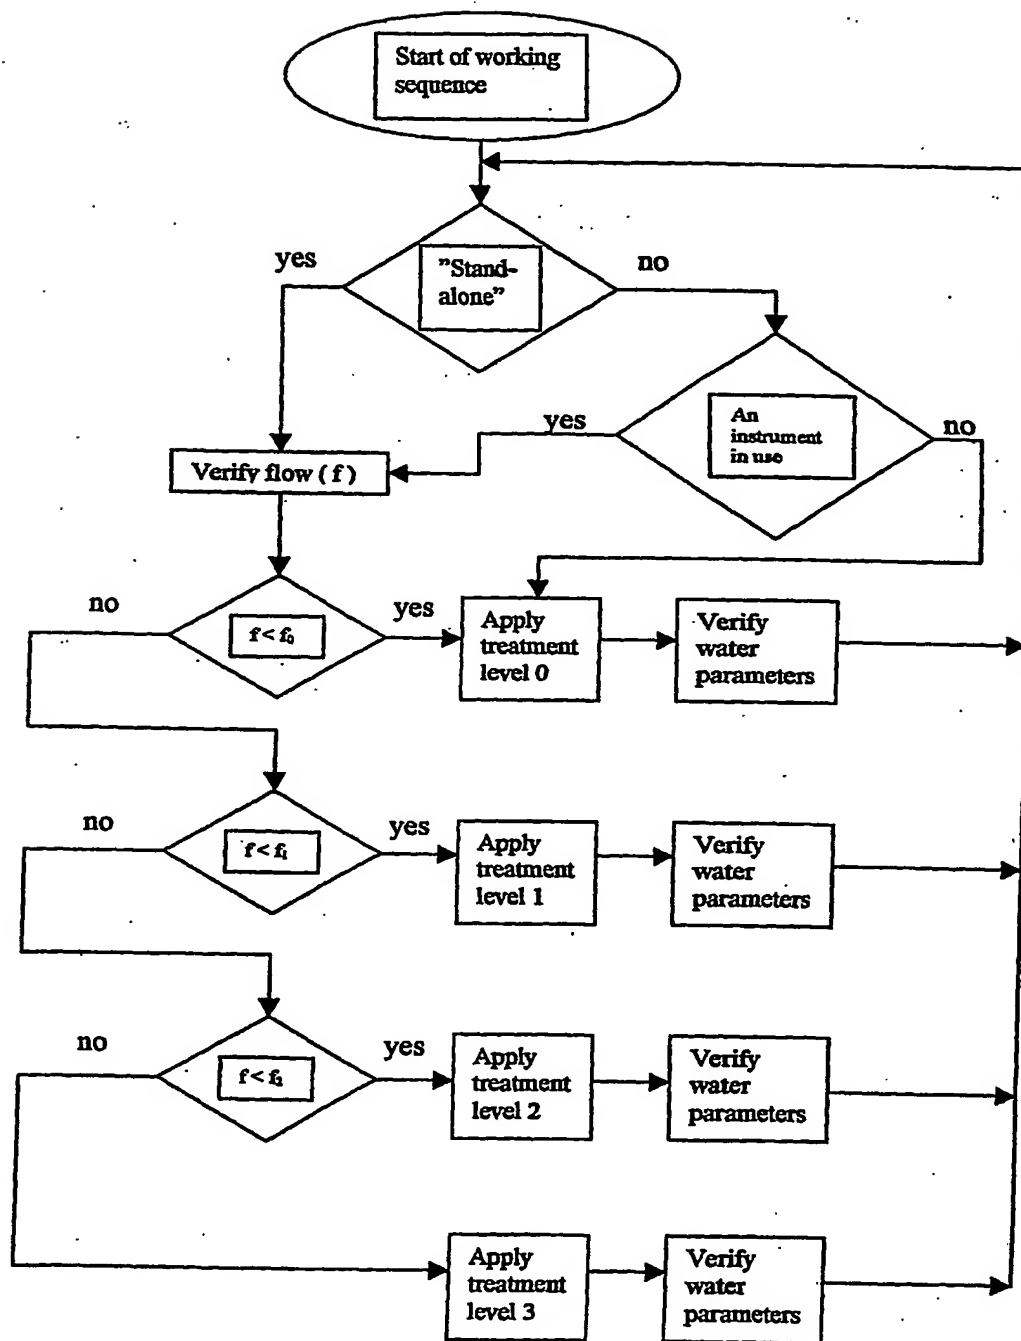 Start of working
sequence
yes
"Stand-
alone"
no
yes
An
instrument
in use
no
Verify flow ( f )
no
f < f₀
yes
Apply
treatment
level 0
Verify
water
parameters
no
f < f₁
yes
Apply
treatment
level 1
Verify
water
parameters
no
f < f₂
yes
Apply
treatment
level 2
Verify
water
parameters
Apply
treatment
level 3
Verify
water
parameters